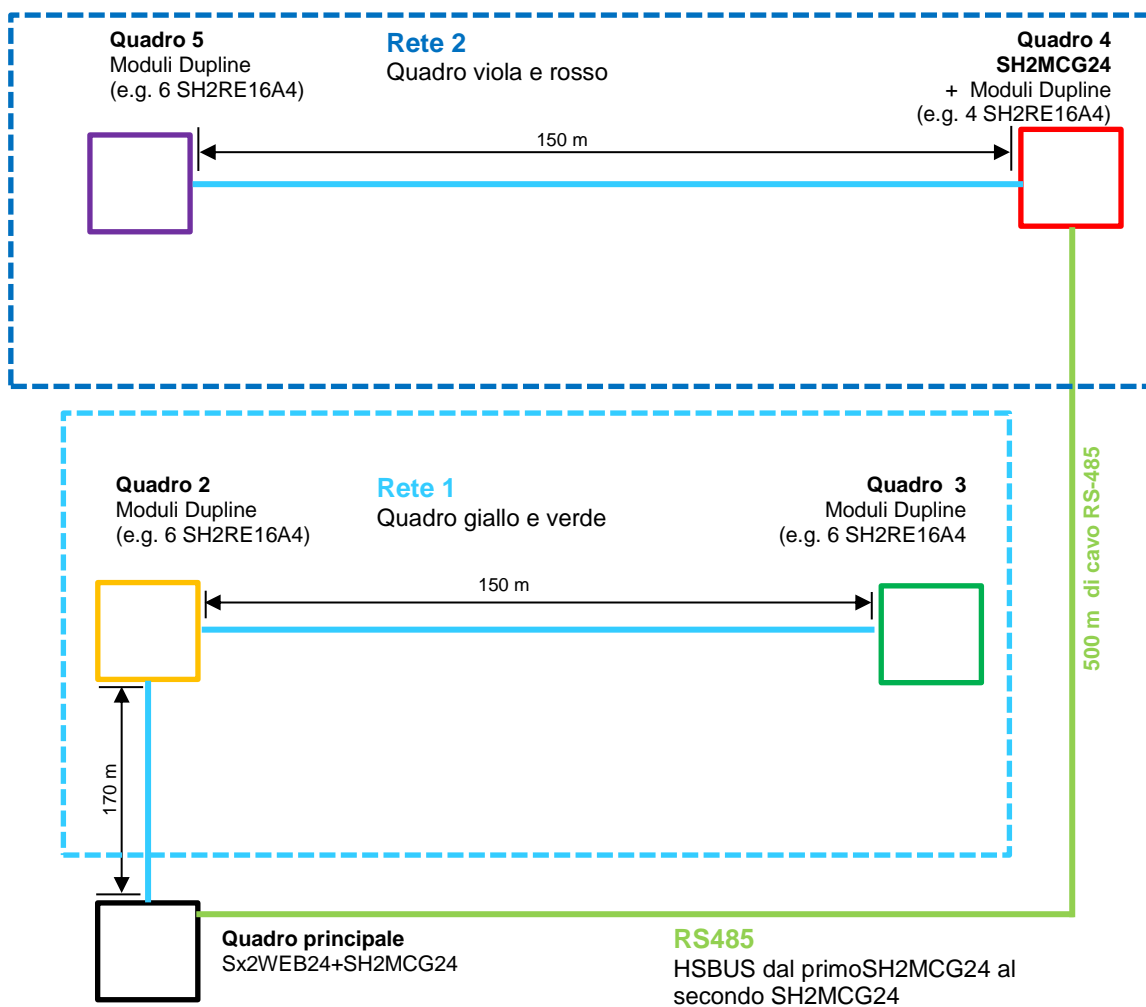 Quadro 5
Moduli Dupline
(e.g. 6 SH2RE16A4)
Rete 2
Quadro viola e rosso
Quadro 4
SH2MCG24
+ Moduli Dupline
(e.g. 4 SH2RE16A4)
150 m
Quadro 2
Moduli Dupline
(e.g. 6 SH2RE16A4)
Rete 1
Quadro giallo e verde
Quadro 3
Moduli Dupline
(e.g. 6 SH2RE16A4
150 m
500 m di cavo RS-485
170 m
Quadro principale
Sx2WEB24+SH2MCG24
RS485
HSBUS dal primoSH2MCG24 al
secondo SH2MCG24